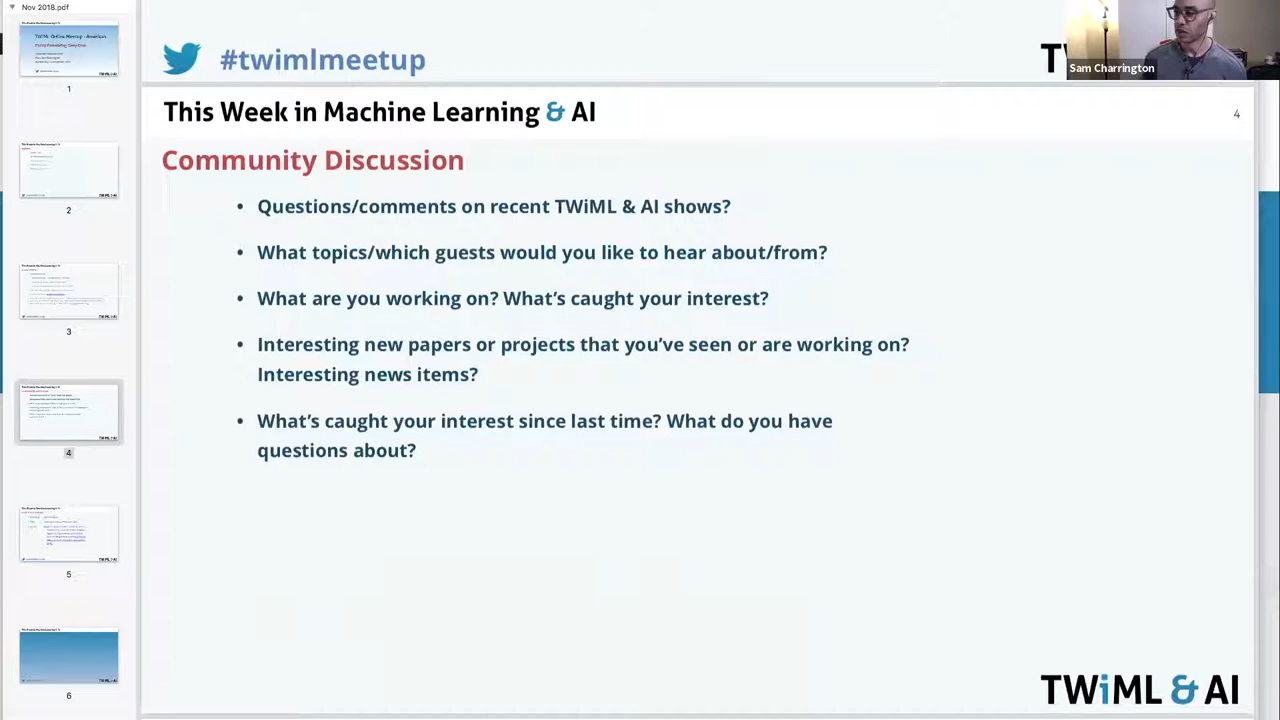 Nov 2018.pdf
1
2
3
4
5
6
#twimlmeetup
TW
Sam Charrington
This Week in Machine Learning & AI
4
Community Discussion
• Questions/comments on recent TWiML & AI shows?
• What topics/which guests would you like to hear about/from?
• What are you working on? What's caught your interest?
• Interesting new papers or projects that you've seen or are working on?
Interesting news items?
• What's caught your interest since last time? What do you have
questions about?
TWiML & AI